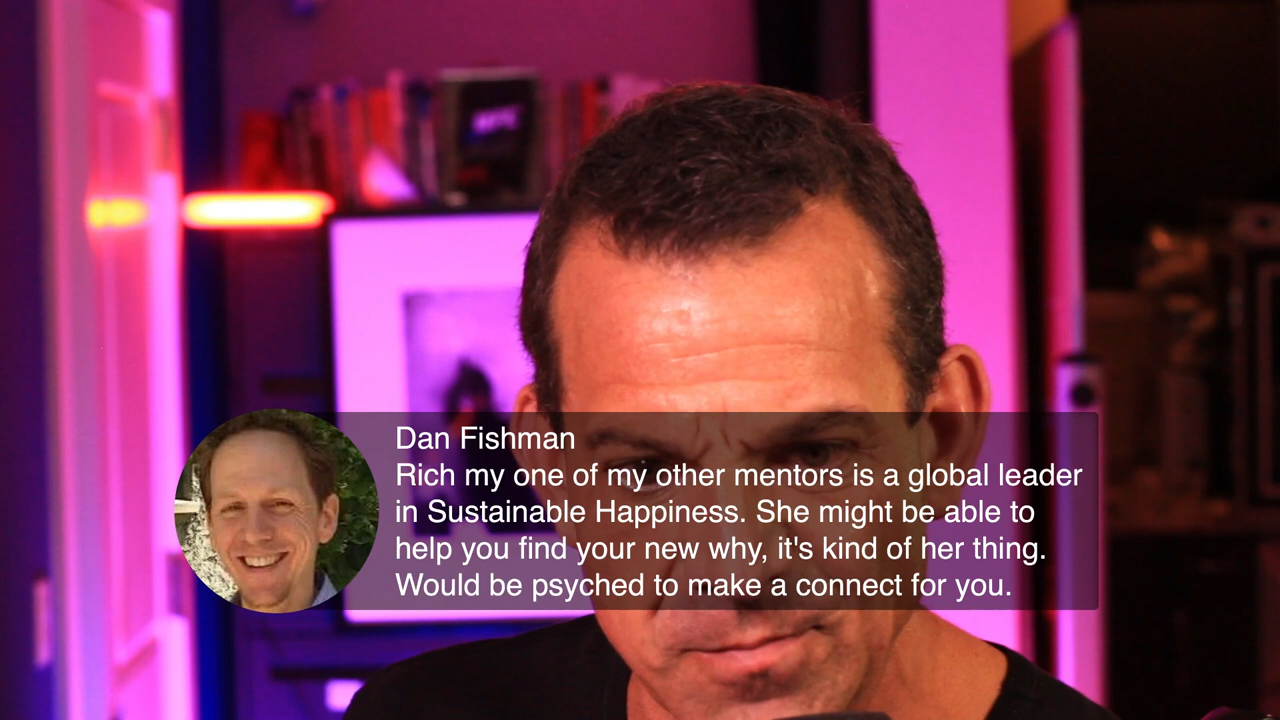 Dan Fishman
Rich my one of my other mentors is a global leader
in Sustainable Happiness. She might be able to
help you find your new why, it's kind of her thing.
Would be psyched to make a connect for you.